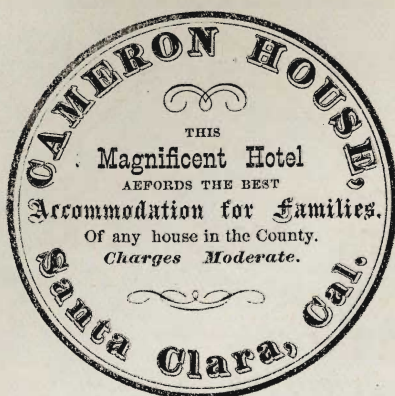 CAMERON HOUSE,
THIS
Magnificent Hotel
AEFORDS THE BEST
Accommodation for Families.
Of any house in the County.
Charges Moderate.
Santa Clara, Cal.